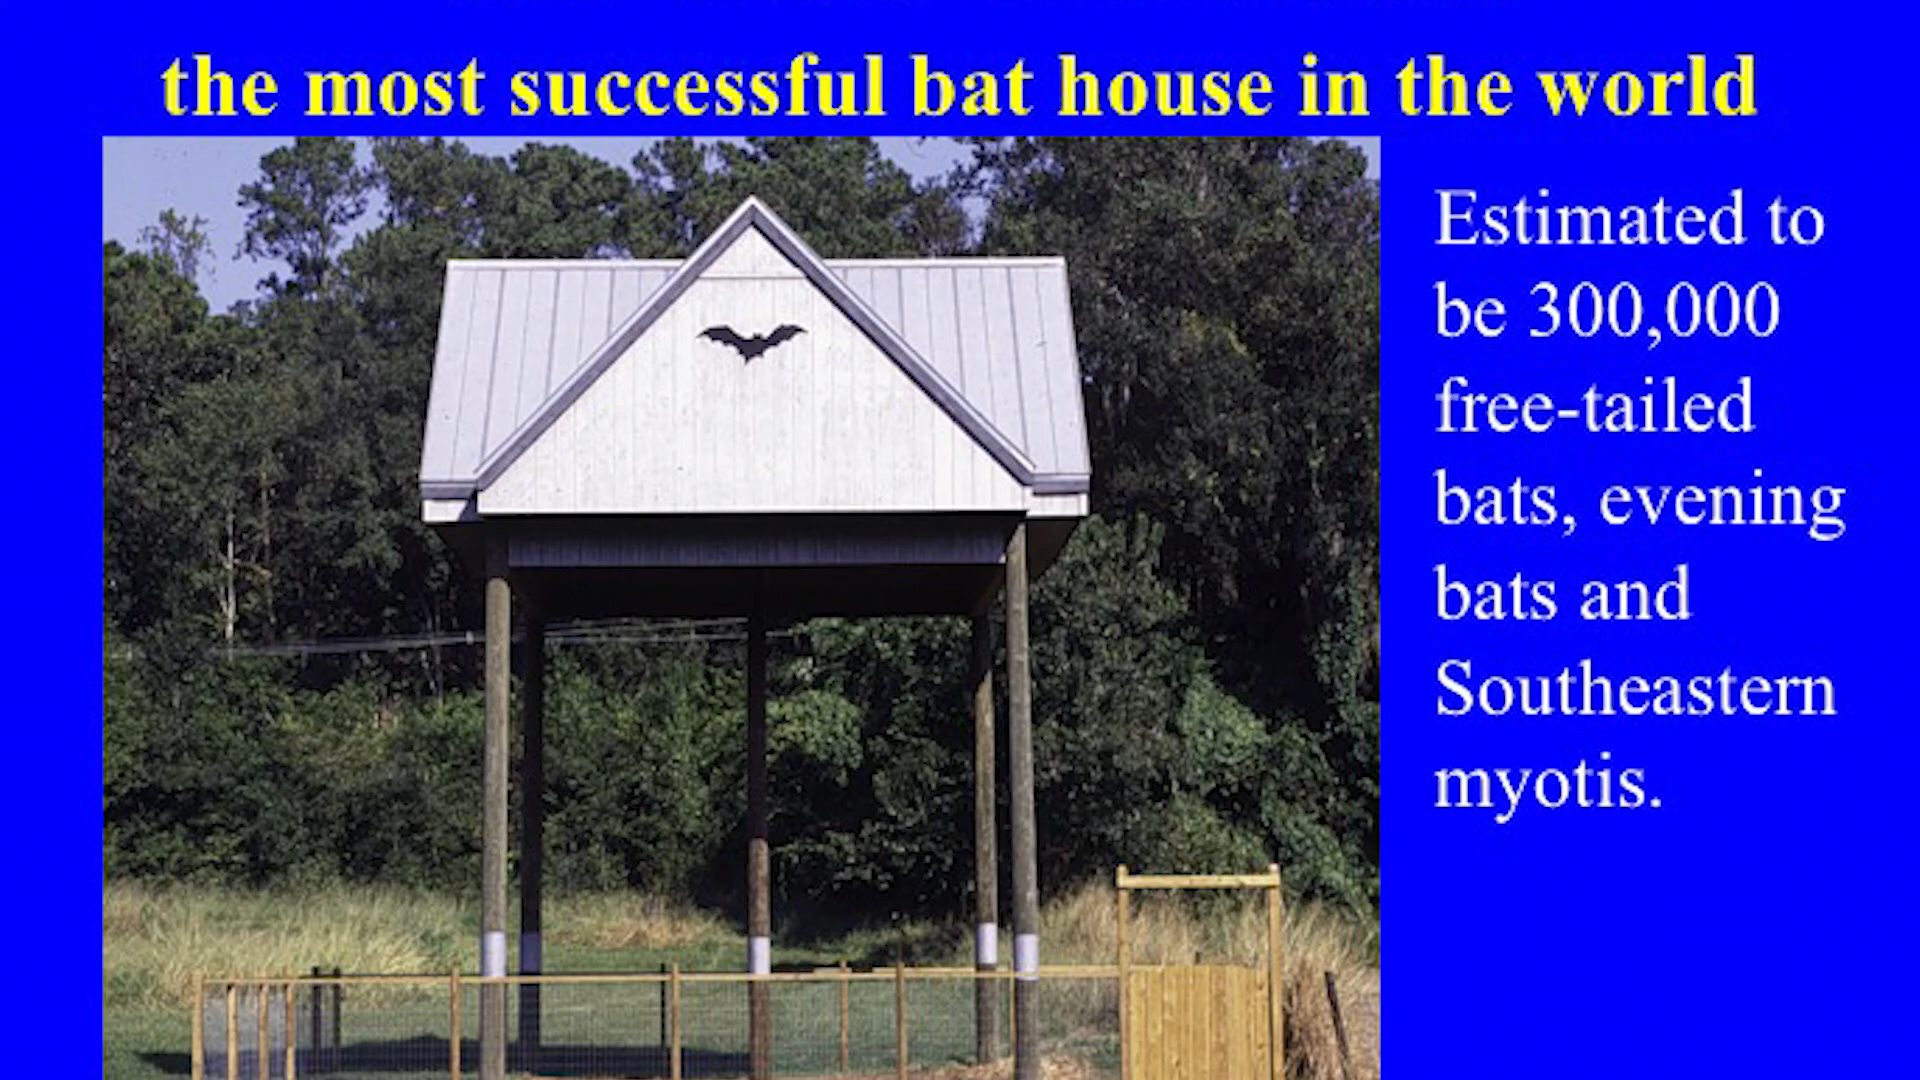 the most successful bat house in the world
Estimated to
be 300,000
free-tailed
bats, evening
bats and
Southeastern
myotis.